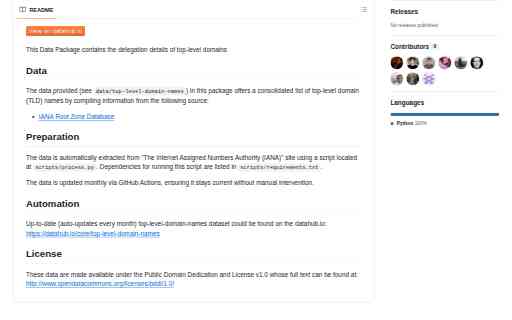 README
This Data Package contains the delegation details of top-level domains
Data
The data provided (see data/top-level-domain-names ) in this package offers a consolidated list of top-level domain
(TLD) names by compiling information from the following source:
IANA Root Zone Database
Preparation
The data is automatically extracted from "The Internet Assigned Numbers Authority (IANA)" site using a script located
at scripts/process.py . Dependencies for running this script are listed in scripts/requirements.txt .
The data is updated monthly via GitHub Actions, ensuring it stays current without manual intervention.
Automation
Up-to-date (auto-updates every month) top-level-domain-names dataset could be found on the datahub.io:
https://datahub.io/core/top-level-domain-names
License
These data are made available under the Public Domain Dedication and License v1.0 whose full text can be found at:
http://www.opendatacommons.org/licenses/pddl/1.0/
Releases
No releases published
Contributors 8
Languages
Python 100%